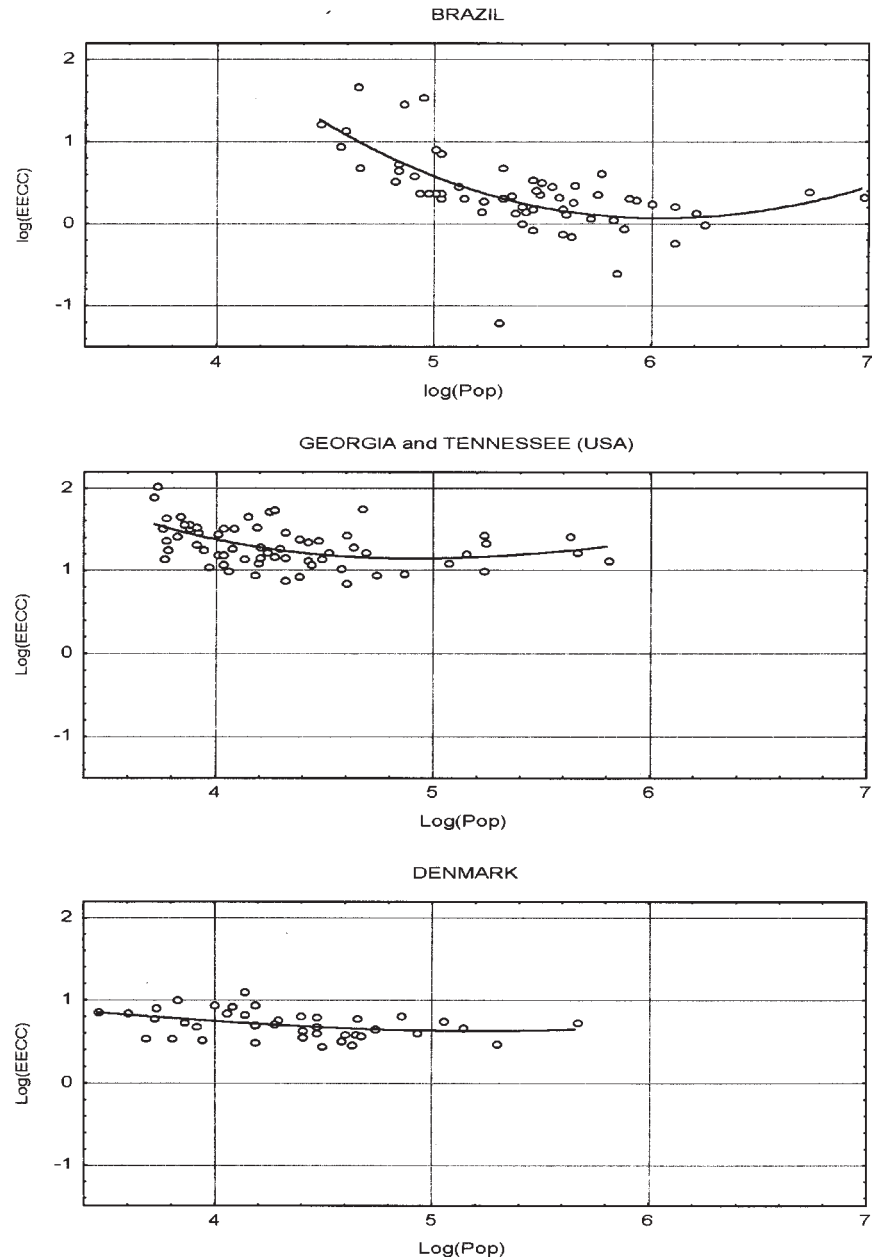 BRAZIL
2
1
0
-1
log(EECC)
4
5
6
7
log(Pop)
GEORGIA and TENNESSEE (USA)
2
1
0
-1
Log(EECC)
4
5
6
7
Log(Pop)
DENMARK
2
1
0
-1
Log(EECC)
4
5
6
7
Log(Pop)